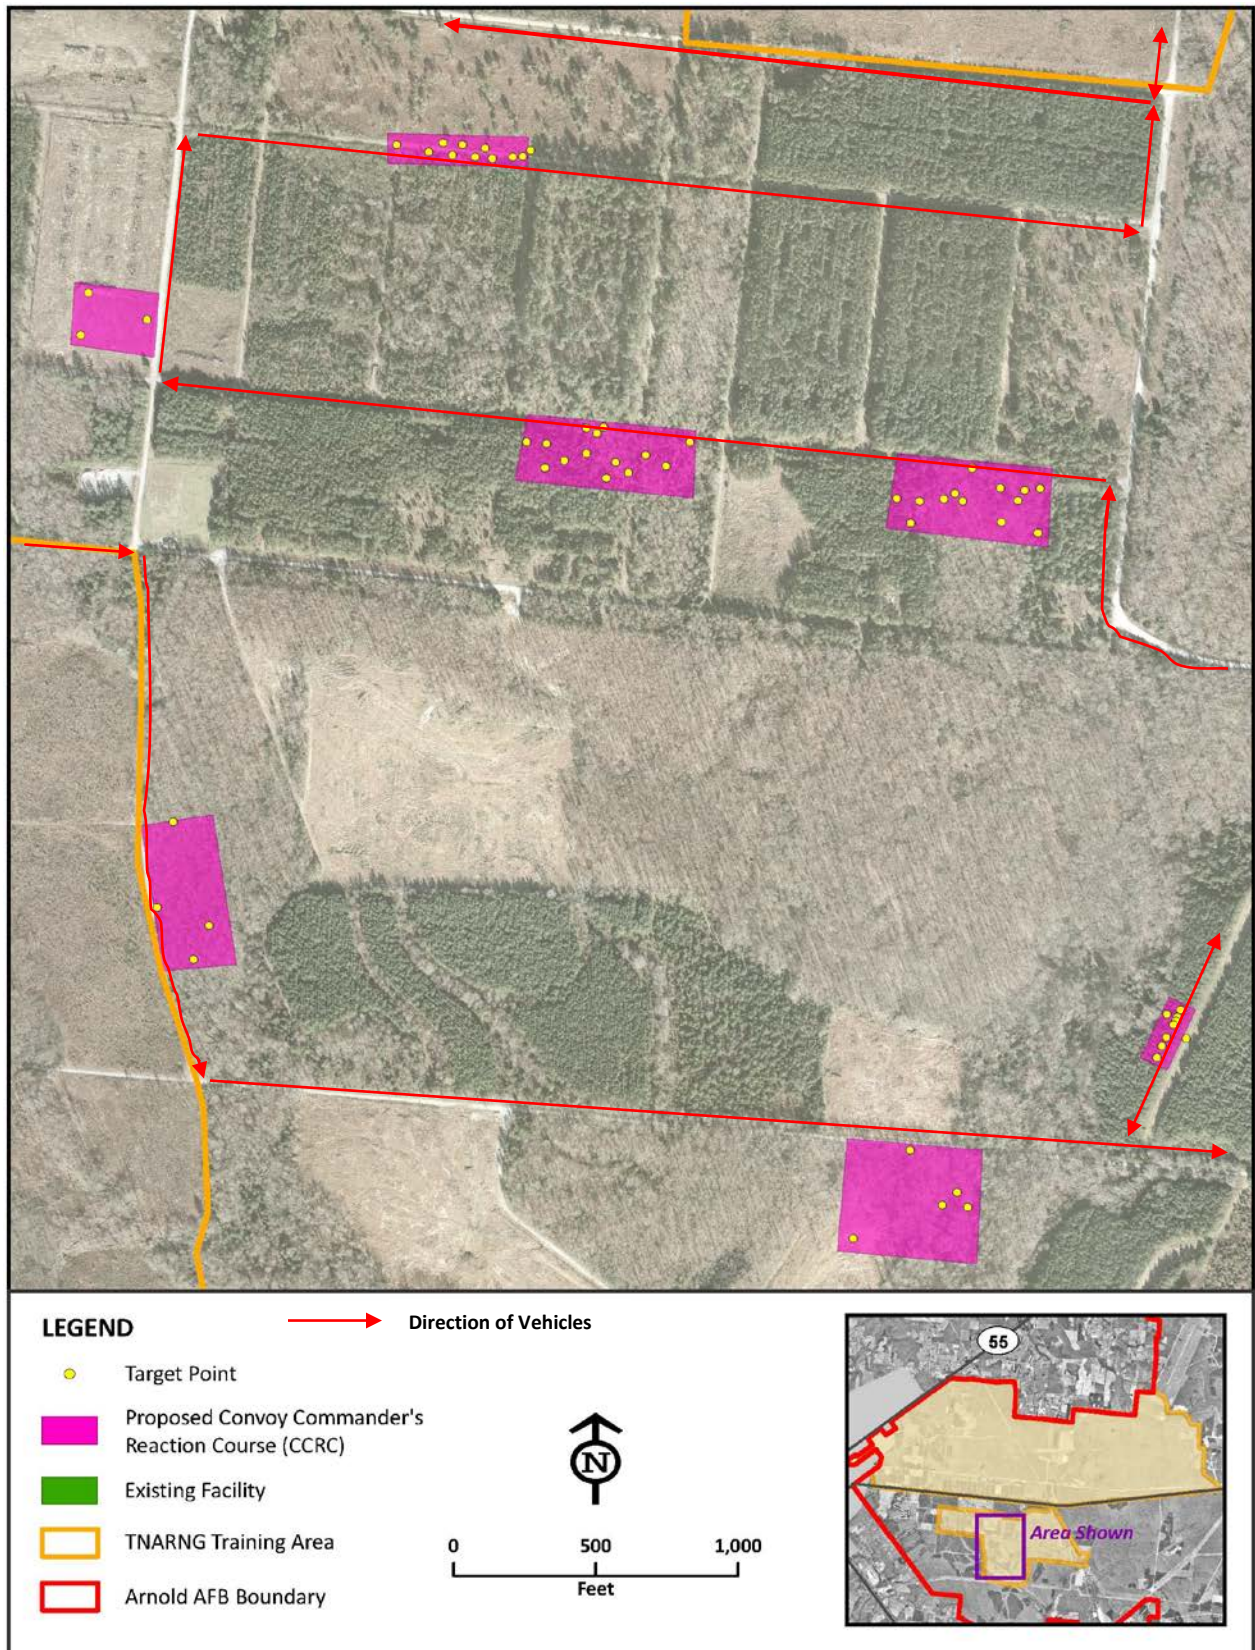 LEGEND
Direction of Vehicles
Target Point
Proposed Convoy Commander's
Reaction Course (CCRC)
Existing Facility
TNARNG Training Area
Arnold AFB Boundary
N
0 500 1,000
Feet
55
Area Shown